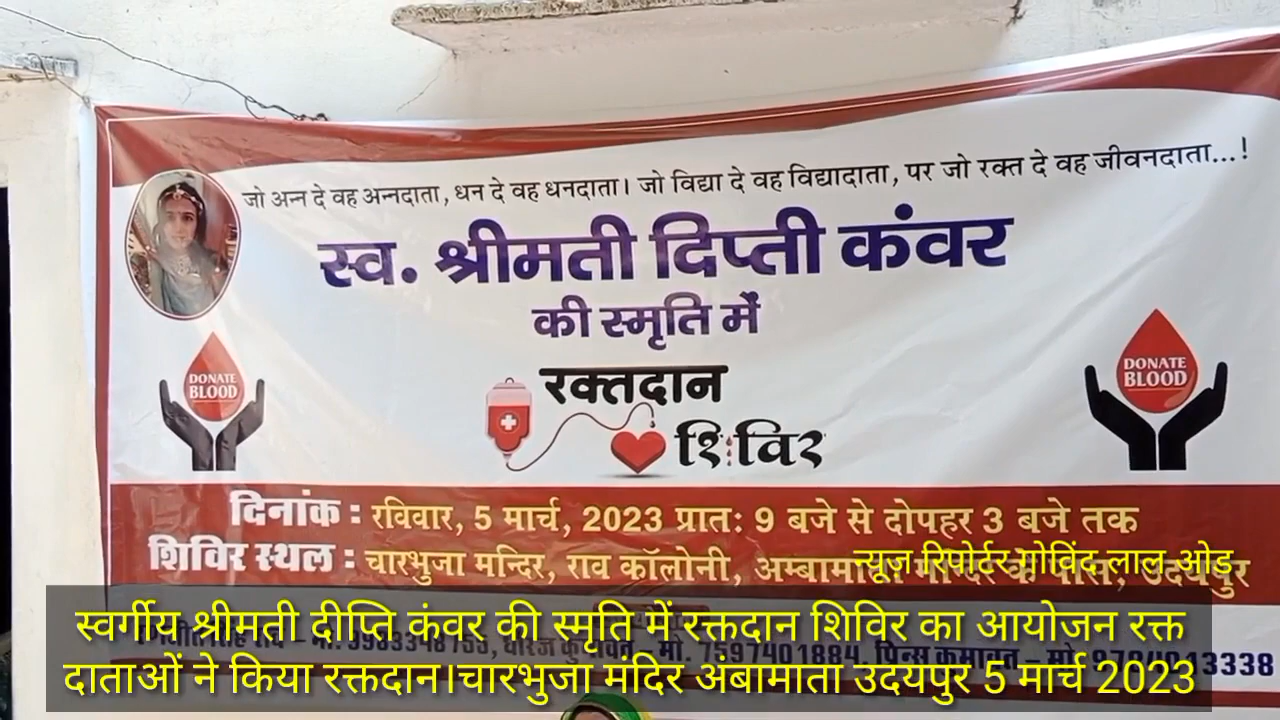 जो अन्न दे वह अन्नदाता, धन दे वह धनदाता। जो विद्या दे वह विद्यादाता, पर जो रक्त दे वह जीवनदाता...!
स्व. श्रीमती दिप्ती कंवर
की स्मृति में
रक्तदान
शिविर
DONATE
BLOOD
DONATE
BLOOD
दिनांक : रविवार, 5 मार्च, 2023 प्रातः 9 बजे से दोपहर 3 बजे तक
शिविर स्थल : चारभुजा मन्दिर, राव कॉलोनी, अम्बामाता मन्दिर के पास, उदयपुर
न्यूज रिपोर्टर गोविंद लाल ओड
स्वर्गीय श्रीमती दीप्ति कंवर की स्मृति में रक्तदान शिविर का आयोजन रक्त
दाताओं ने किया रक्तदान।चारभुजा मंदिर अंबामाता उदयपुर 5 मार्च 2023